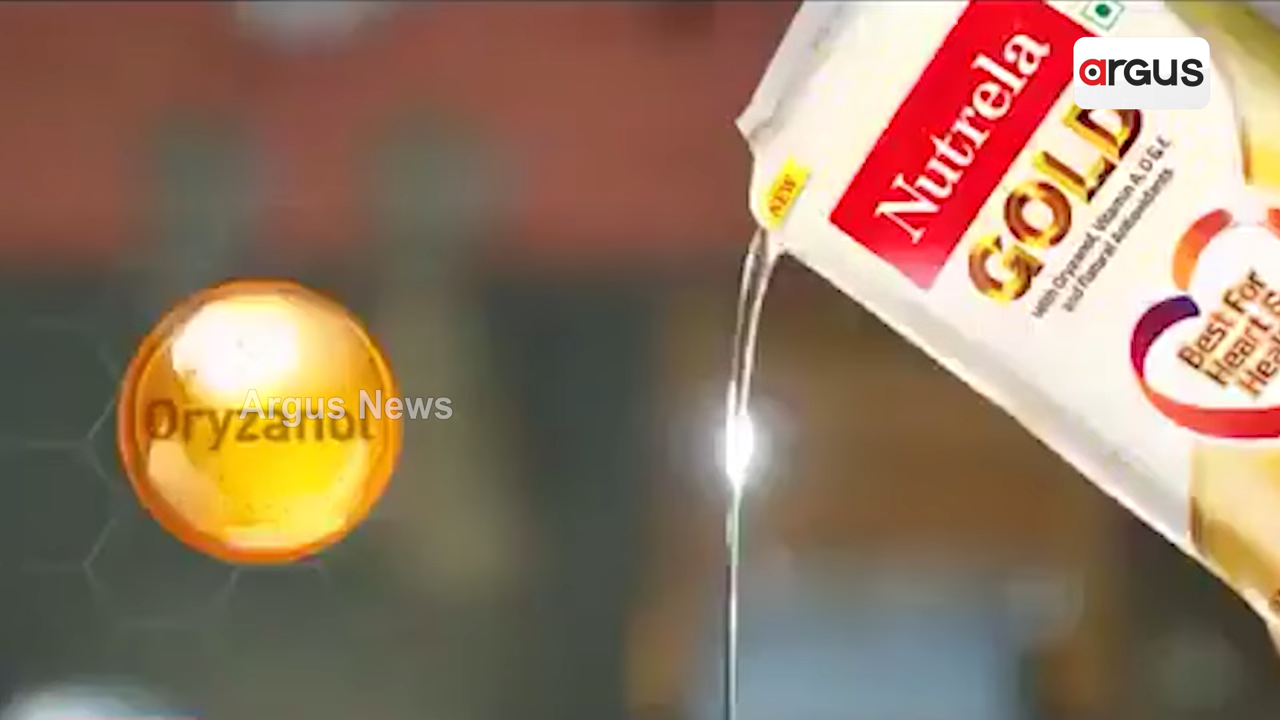 argus
Nutrela
GOLD
NEW
With Oryzanol, Vitamin A, D & E
and Natural Antioxidants
Best For
Heart &
Oryzanol
Argus News